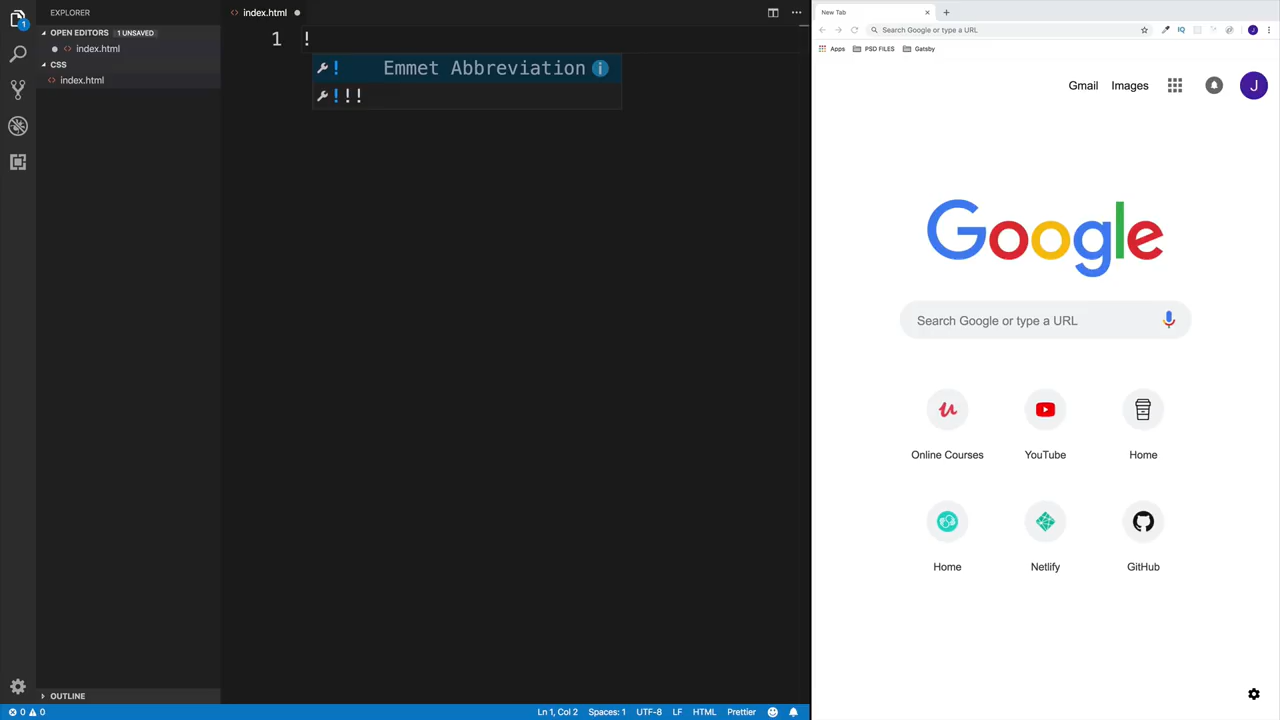 EXPLORER
OPEN EDITORS 1 UNSAVED
index.html
CSS
index.html
OUTLINE
1
index.html
1 !
! Emmet Abbreviation
!!!
0 0
Ln 1, Col 2 Spaces: 1 UTF-8 LF HTML Prettier
New Tab
Search Google or type a URL
IQ
J
Apps PSD FILES Gatsby
Gmail Images J
Google
Search Google or type a URL
Online Courses YouTube Home
Home Netlify GitHub